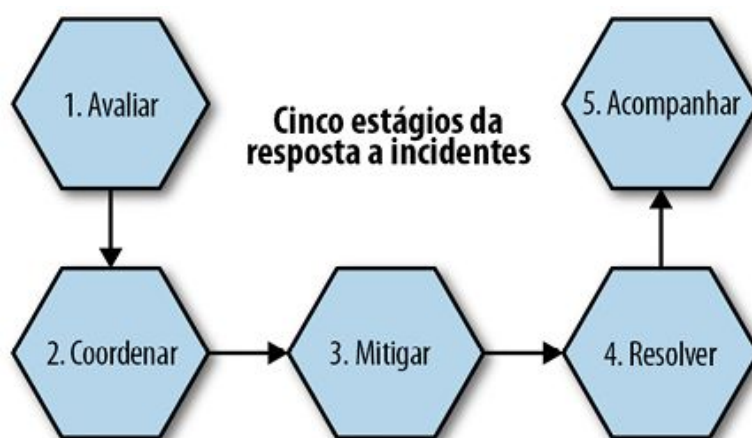 1. Avaliar
Cinco estágios da
resposta a incidentes
5. Acompanhar
2. Coordenar
3. Mitigar
4. Resolver